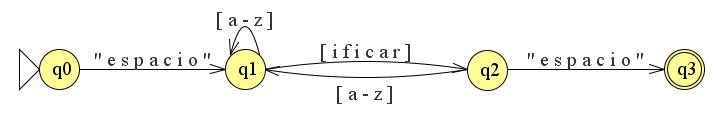 [a-z]
q0 "espacio" q1 [ificar] q2 "espacio" q3
[a-z]